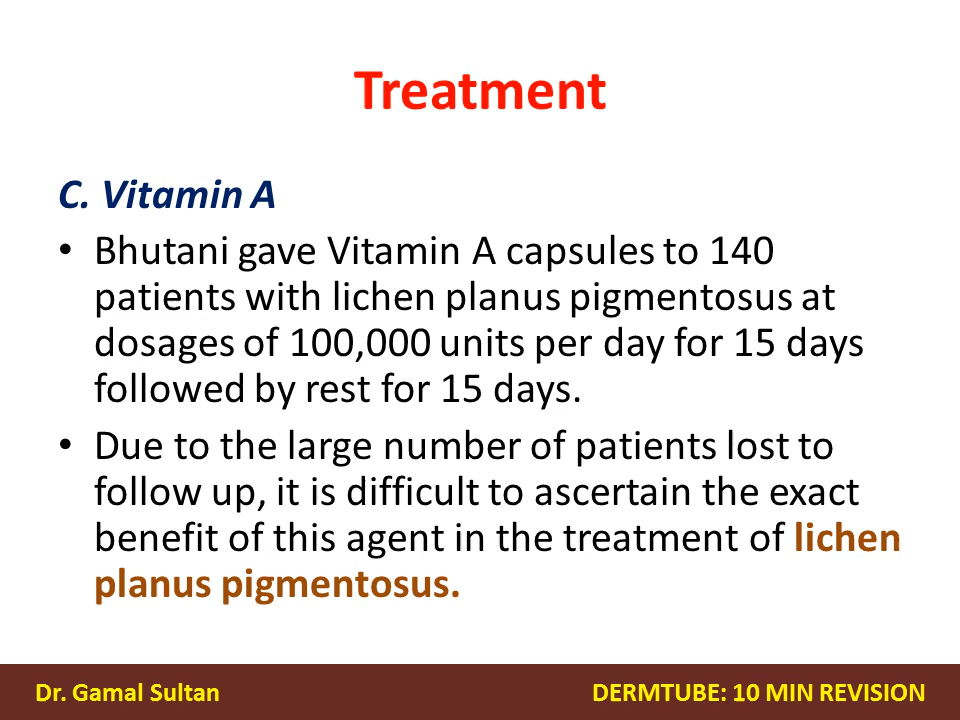 Treatment
C. Vitamin A
• Bhutani gave Vitamin A capsules to 140
patients with lichen planus pigmentosus at
dosages of 100,000 units per day for 15 days
followed by rest for 15 days.
• Due to the large number of patients lost to
follow up, it is difficult to ascertain the exact
benefit of this agent in the treatment of lichen
planus pigmentosus.
Dr. Gamal Sultan
DERMTUBE: 10 MIN REVISION